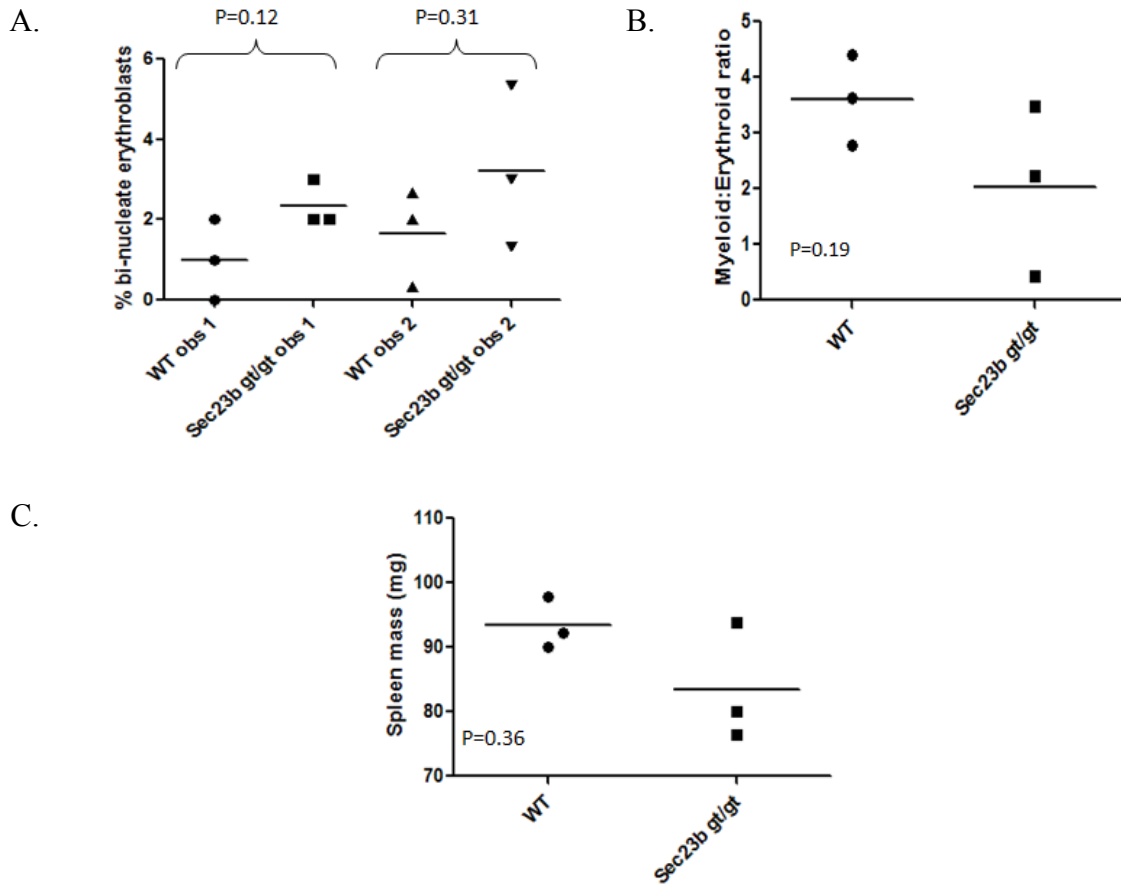 A.
P=0.12
P=0.31
% bi-nucleate erythroblasts
6
4
2
0
WT obs 1
Sec23b gt/gt obs 1
WT obs 2
Sec23b gt/gt obs 2
B.
Myeloid:Erythroid ratio
5
4
3
2
1
0
P=0.19
WT
Sec23b gt/gt
C.
Spleen mass (mg)
110
100
90
80
70
P=0.36
WT
Sec23b gt/gt